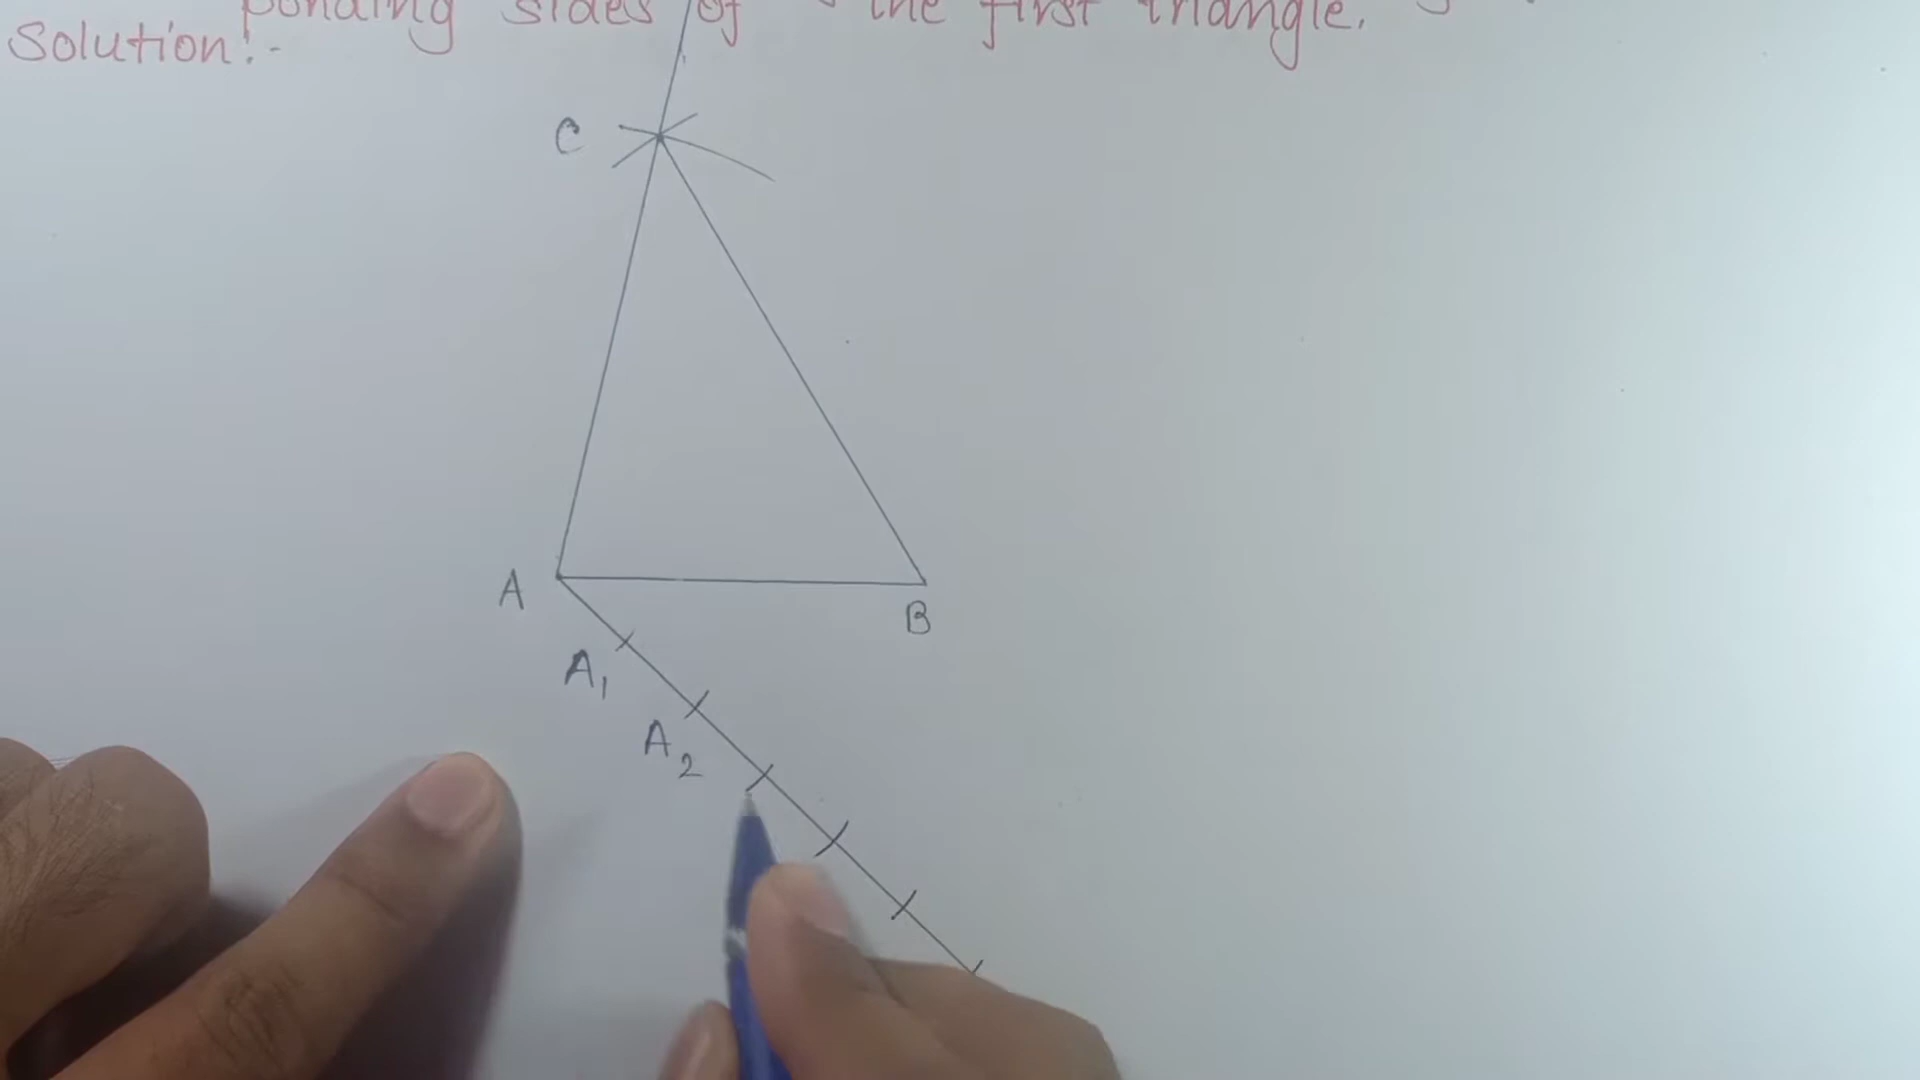 ponding sides of the first triangle.
Solution:-
C
A
B
A1
A2